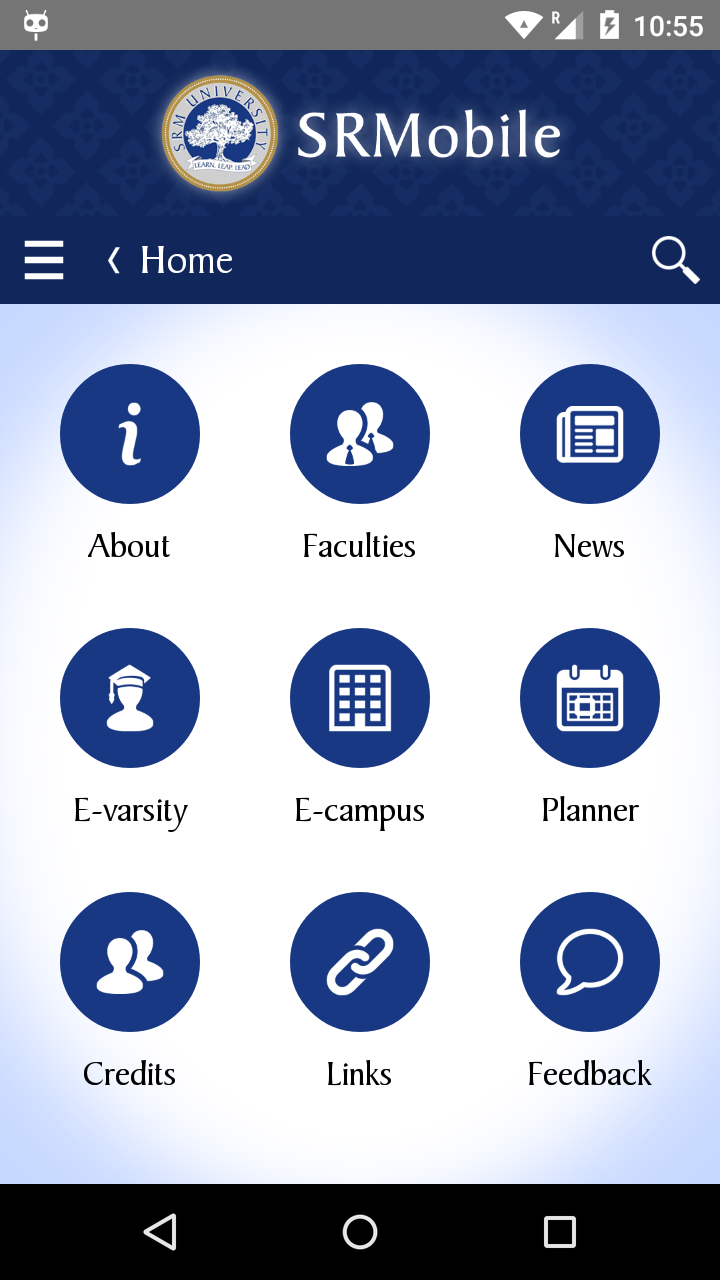 R
10:55
SRM UNIVERSITY
LEARN. LEAP. LEAD
SRMobile
Home
About
Faculties
News
E-varsity
E-campus
Planner
Credits
Links
Feedback